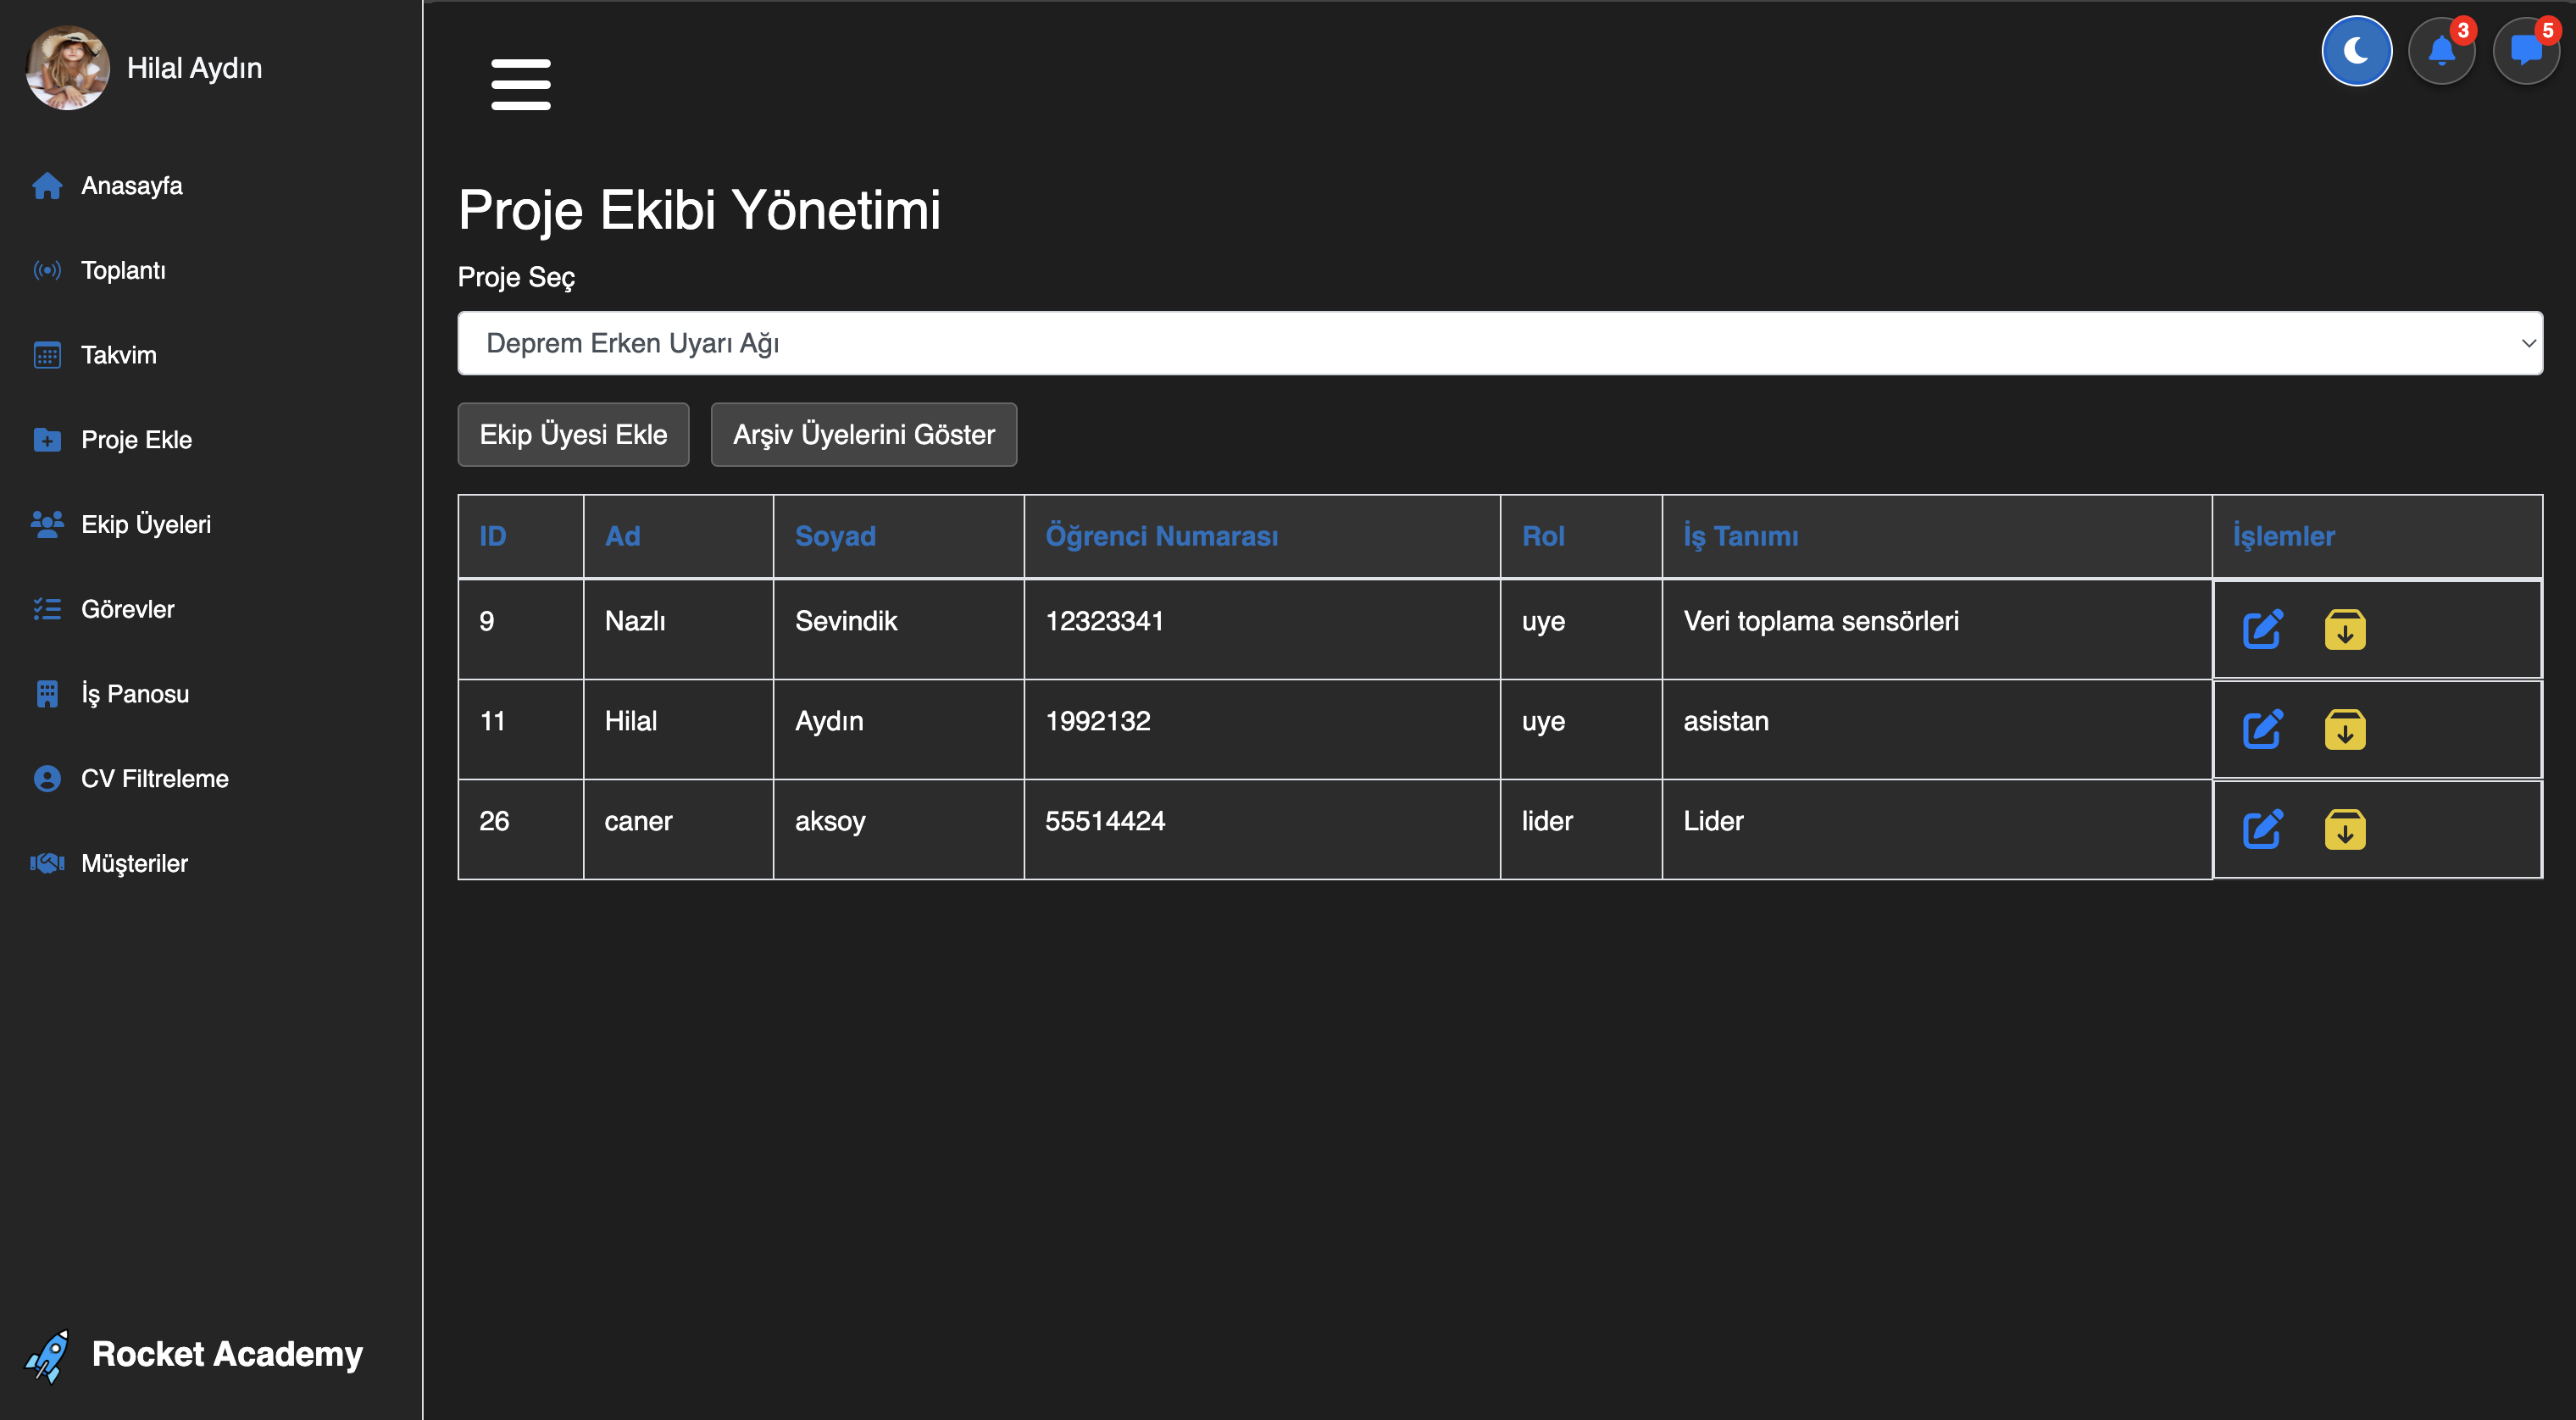 Hilal Aydın
Anasayfa
Toplantı
Takvim
Proje Ekle
Ekip Üyeleri
Görevler
İş Panosu
CV Filtreleme
Müşteriler
Rocket Academy
3
5
Proje Ekibi Yönetimi
Proje Seç
Deprem Erken Uyarı Ağı
Ekip Üyesi Ekle Arşiv Üyelerini Göster
ID Ad Soyad Öğrenci Numarası Rol İş Tanımı İşlemler
9 Nazlı Sevindik 12323341 uye Veri toplama sensörleri
11 Hilal Aydın 1992132 uye asistan
26 caner aksoy 55514424 lider Lider